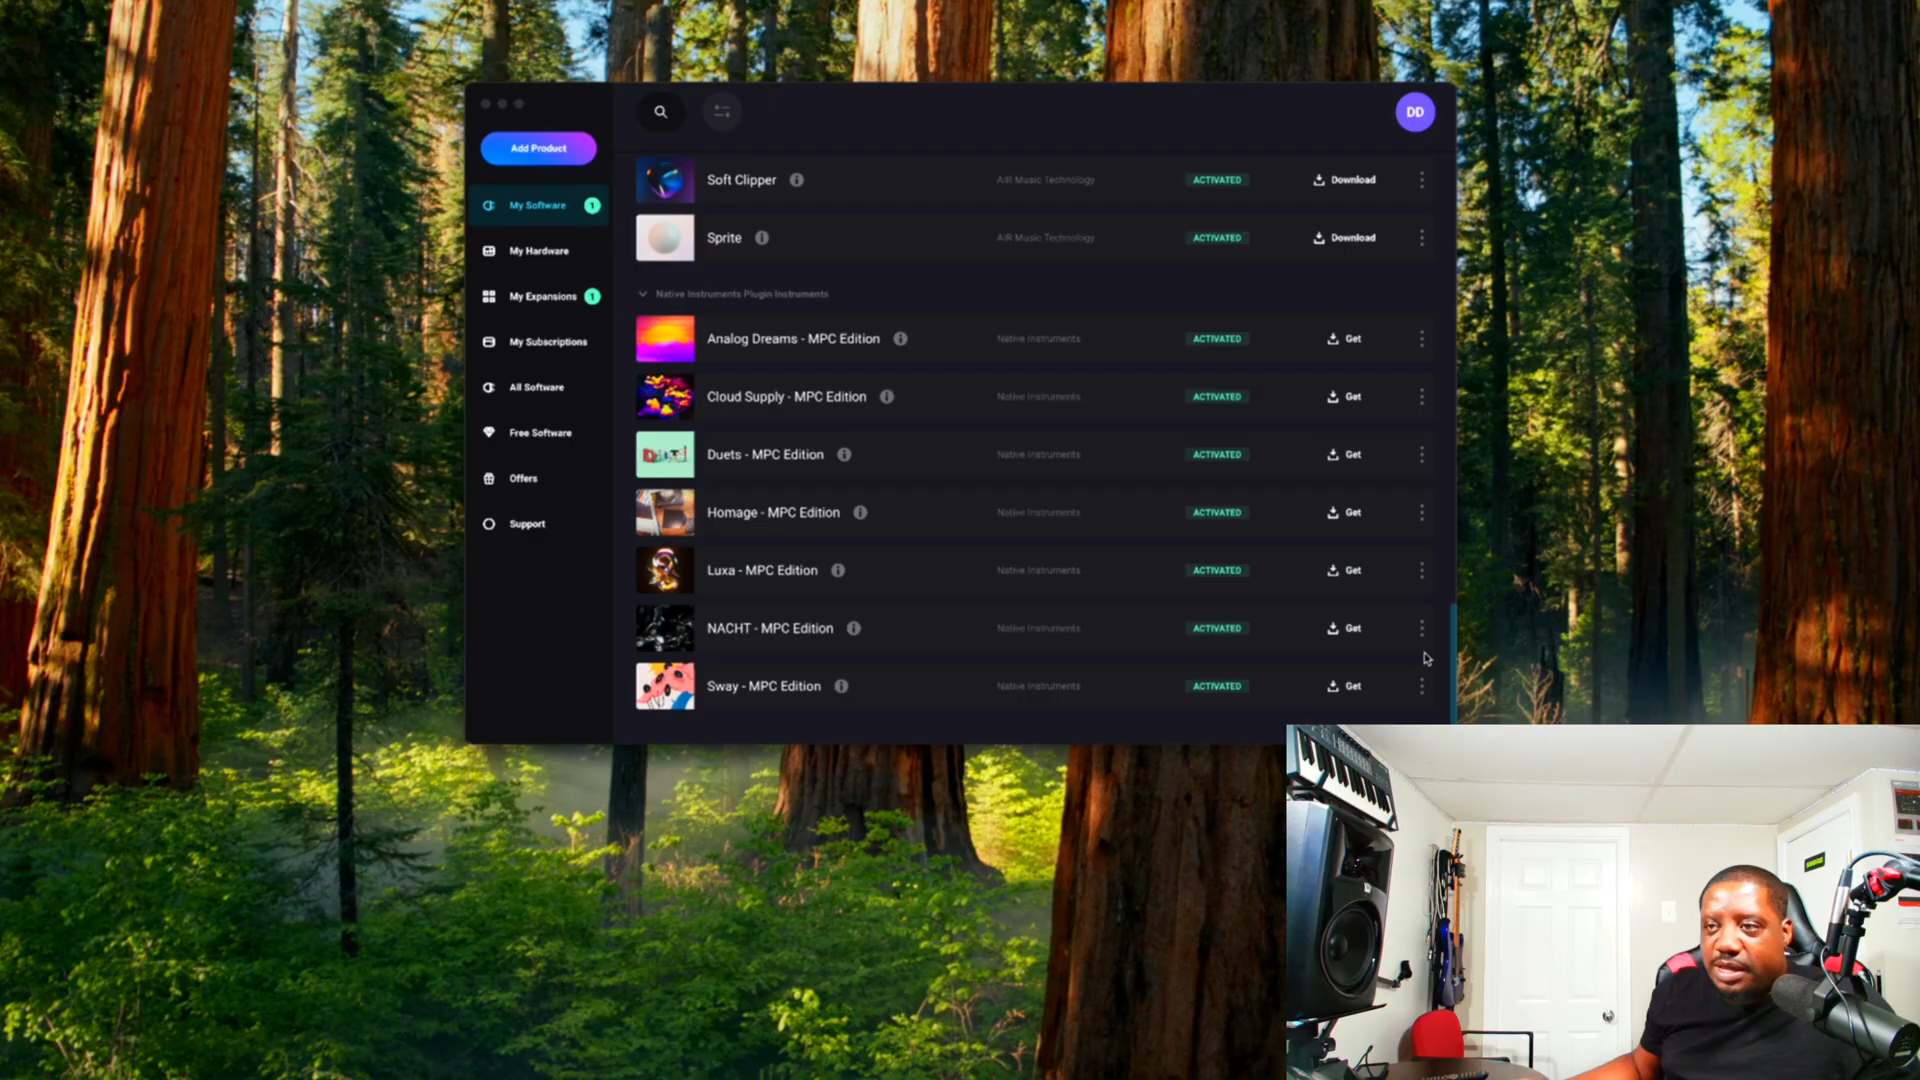 DD
Add Product
My Software 1
My Hardware
My Expansions 1
My Subscriptions
All Software
Free Software
Offers
Support
Soft Clipper AIR Music Technology ACTIVATED Download
Sprite AIR Music Technology ACTIVATED Download
Native Instruments Plugin Instruments
Analog Dreams - MPC Edition Native Instruments ACTIVATED Get
Cloud Supply - MPC Edition Native Instruments ACTIVATED Get
Duets - MPC Edition Native Instruments ACTIVATED Get
Homage - MPC Edition Native Instruments ACTIVATED Get
Luxa - MPC Edition Native Instruments ACTIVATED Get
NACHT - MPC Edition Native Instruments ACTIVATED Get
Sway - MPC Edition Native Instruments ACTIVATED Get